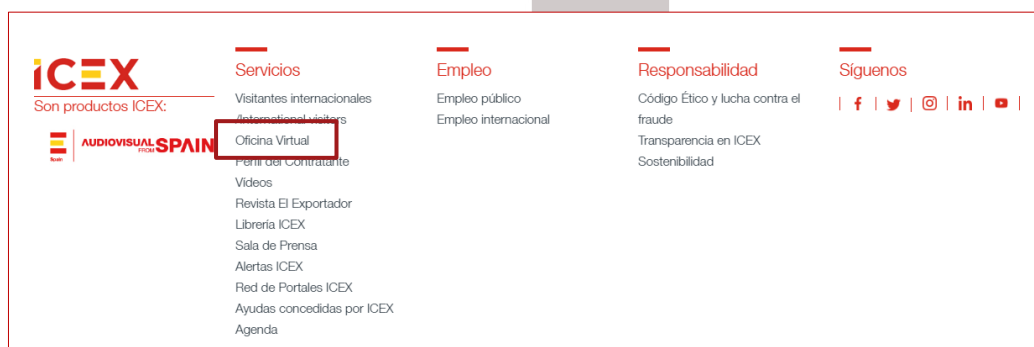 ICEX
Son productos ICEX:
Spain
AUDIOVISUAL FROM SPAIN
Servicios
Visitantes internacionales
/International visitors
Oficina Virtual
Perfil del Contratante
Vídeos
Revista El Exportador
Librería ICEX
Sala de Prensa
Alertas ICEX
Red de Portales ICEX
Ayudas concedidas por ICEX
Agenda
Empleo
Empleo público
Empleo internacional
Responsabilidad
Código Ético y lucha contra el
fraude
Transparencia en ICEX
Sostenibilidad
Síguenos